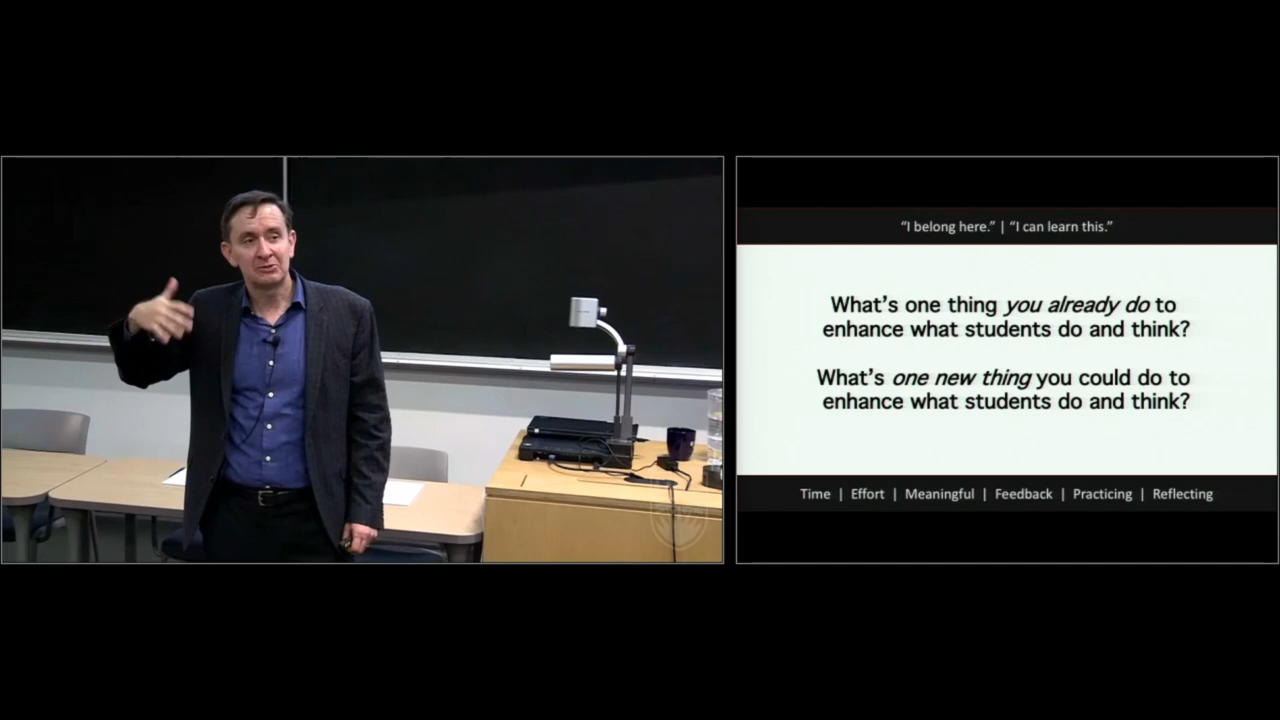 “I belong here.” | “I can learn this.”
What’s one thing you already do to
enhance what students do and think?
What’s one new thing you could do to
enhance what students do and think?
Time | Effort | Meaningful | Feedback | Practicing | Reflecting